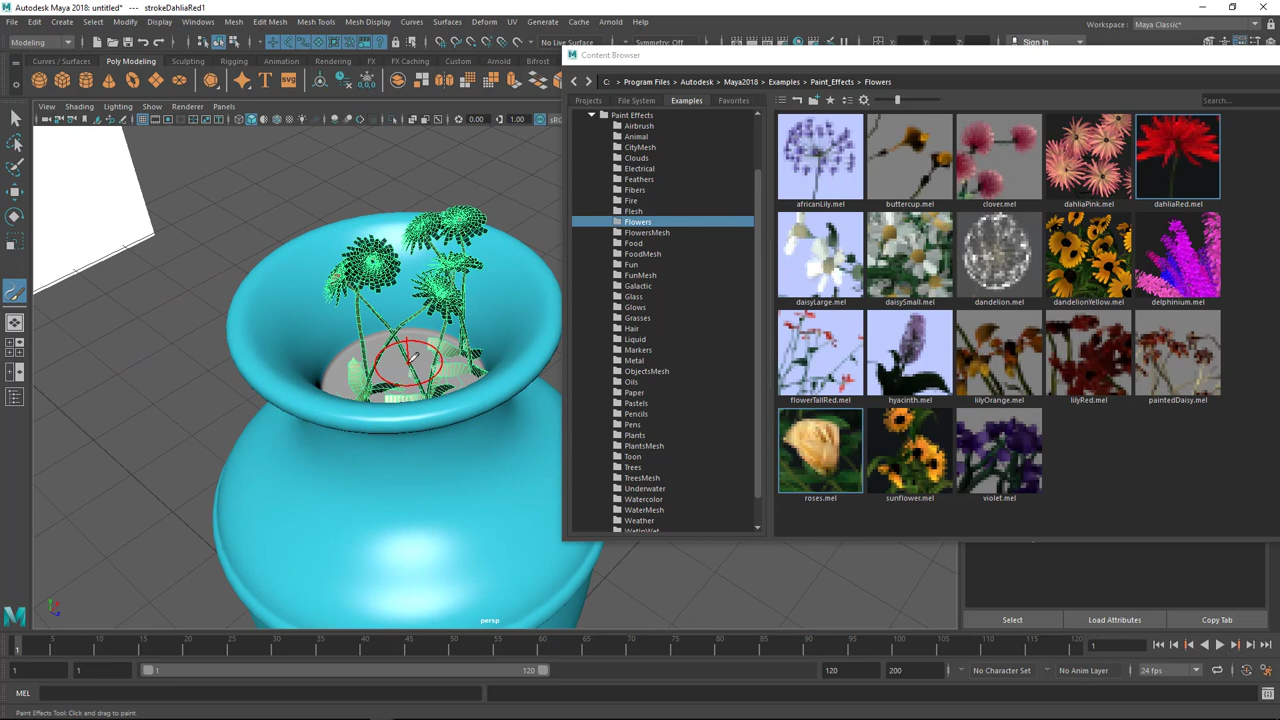 Autodesk Maya 2018: untitled* --- strokeDahliaRed1
File Edit Create Select Modify Display Windows Mesh Edit Mesh Mesh Tools Mesh Display Curves Surfaces Deform UV Generate Cache Arnold Help
Workspace : Maya Classic*
Modeling No Live Surface Symmetry: Off Sign In
Curves / Surfaces Poly Modeling Sculpting Rigging Animation Rendering FX FX Caching Custom Arnold
View Shading Lighting Show Renderer Panels
0.00 1.00
persp
Content Browser
C: Program Files Autodesk Maya2018 Examples Paint_Effects Flowers
Projects File System Examples Favorites
Search...
Paint Effects
Airbrush
Animal
CityMesh
Clouds
Electrical
Feathers
Fibers
Fire
Flesh
Flowers
FlowersMesh
Food
FoodMesh
Fun
FunMesh
Galactic
Glass
Glows
Grasses
Hair
Liquid
Markers
Metal
ObjectsMesh
Oils
Paper
Pastels
Pencils
Pens
Plants
PlantsMesh
Toon
Trees
TreesMesh
Underwater
Watercolor
WaterMesh
Weather
WetInWet
africanLily.mel buttercup.mel clover.mel dahliaPink.mel dahliaRed.mel
daisyLarge.mel daisySmall.mel dandelion.mel dandelionYellow.mel delphinium.mel
flowerTallRed.mel hyacinth.mel lilyOrange.mel lilyRed.mel paintedDaisy.mel
roses.mel sunflower.mel violet.mel
Select Load Attributes Copy Tab
1 5 10 15 20 25 30 35 40 45 50 55 60 65 70 75 80 85 90 95 100 105 110 115 120 1
1 1 1 120 120 200 No Character Set No Anim Layer 24 fps
MEL
Paint Effects Tool: Click and drag to paint.